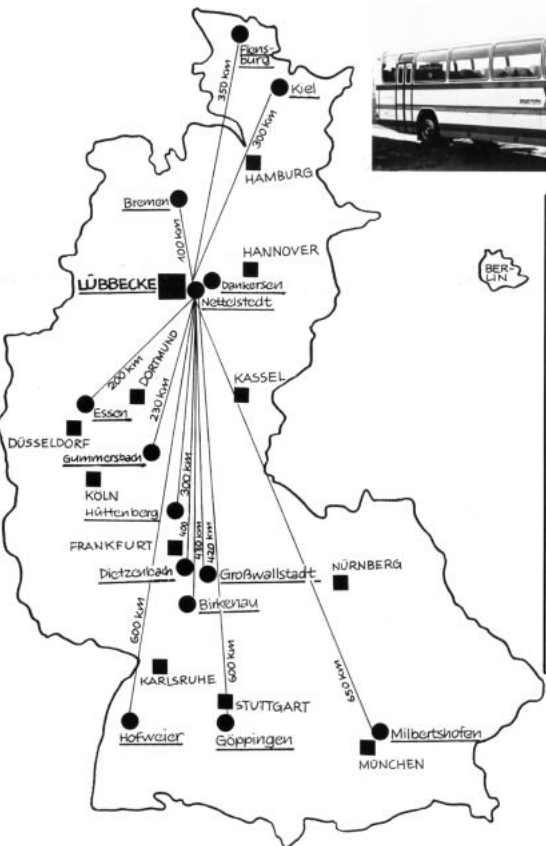 Flens-
burg
350 km
Kiel
300 km
HAMBURG
Bremen
100 km
HANNOVER
LÜBBECKE
Dankersen
Nettelstedt
BER-
LIN
200 km
DORTMUND
230 km
KASSEL
Essen
DÜSSELDORF
Gummersbach
KÖLN
300 km
Hüttenberg
400
430 km
420 km
FRANKFURT
Dietzenbach
Großwallstadt
NÜRNBERG
Birkenau
600 km
KARLSRUHE
600 km
650 km
STUTTGART
Hofweier
Göppingen
Milbertshofen
MÜNCHEN